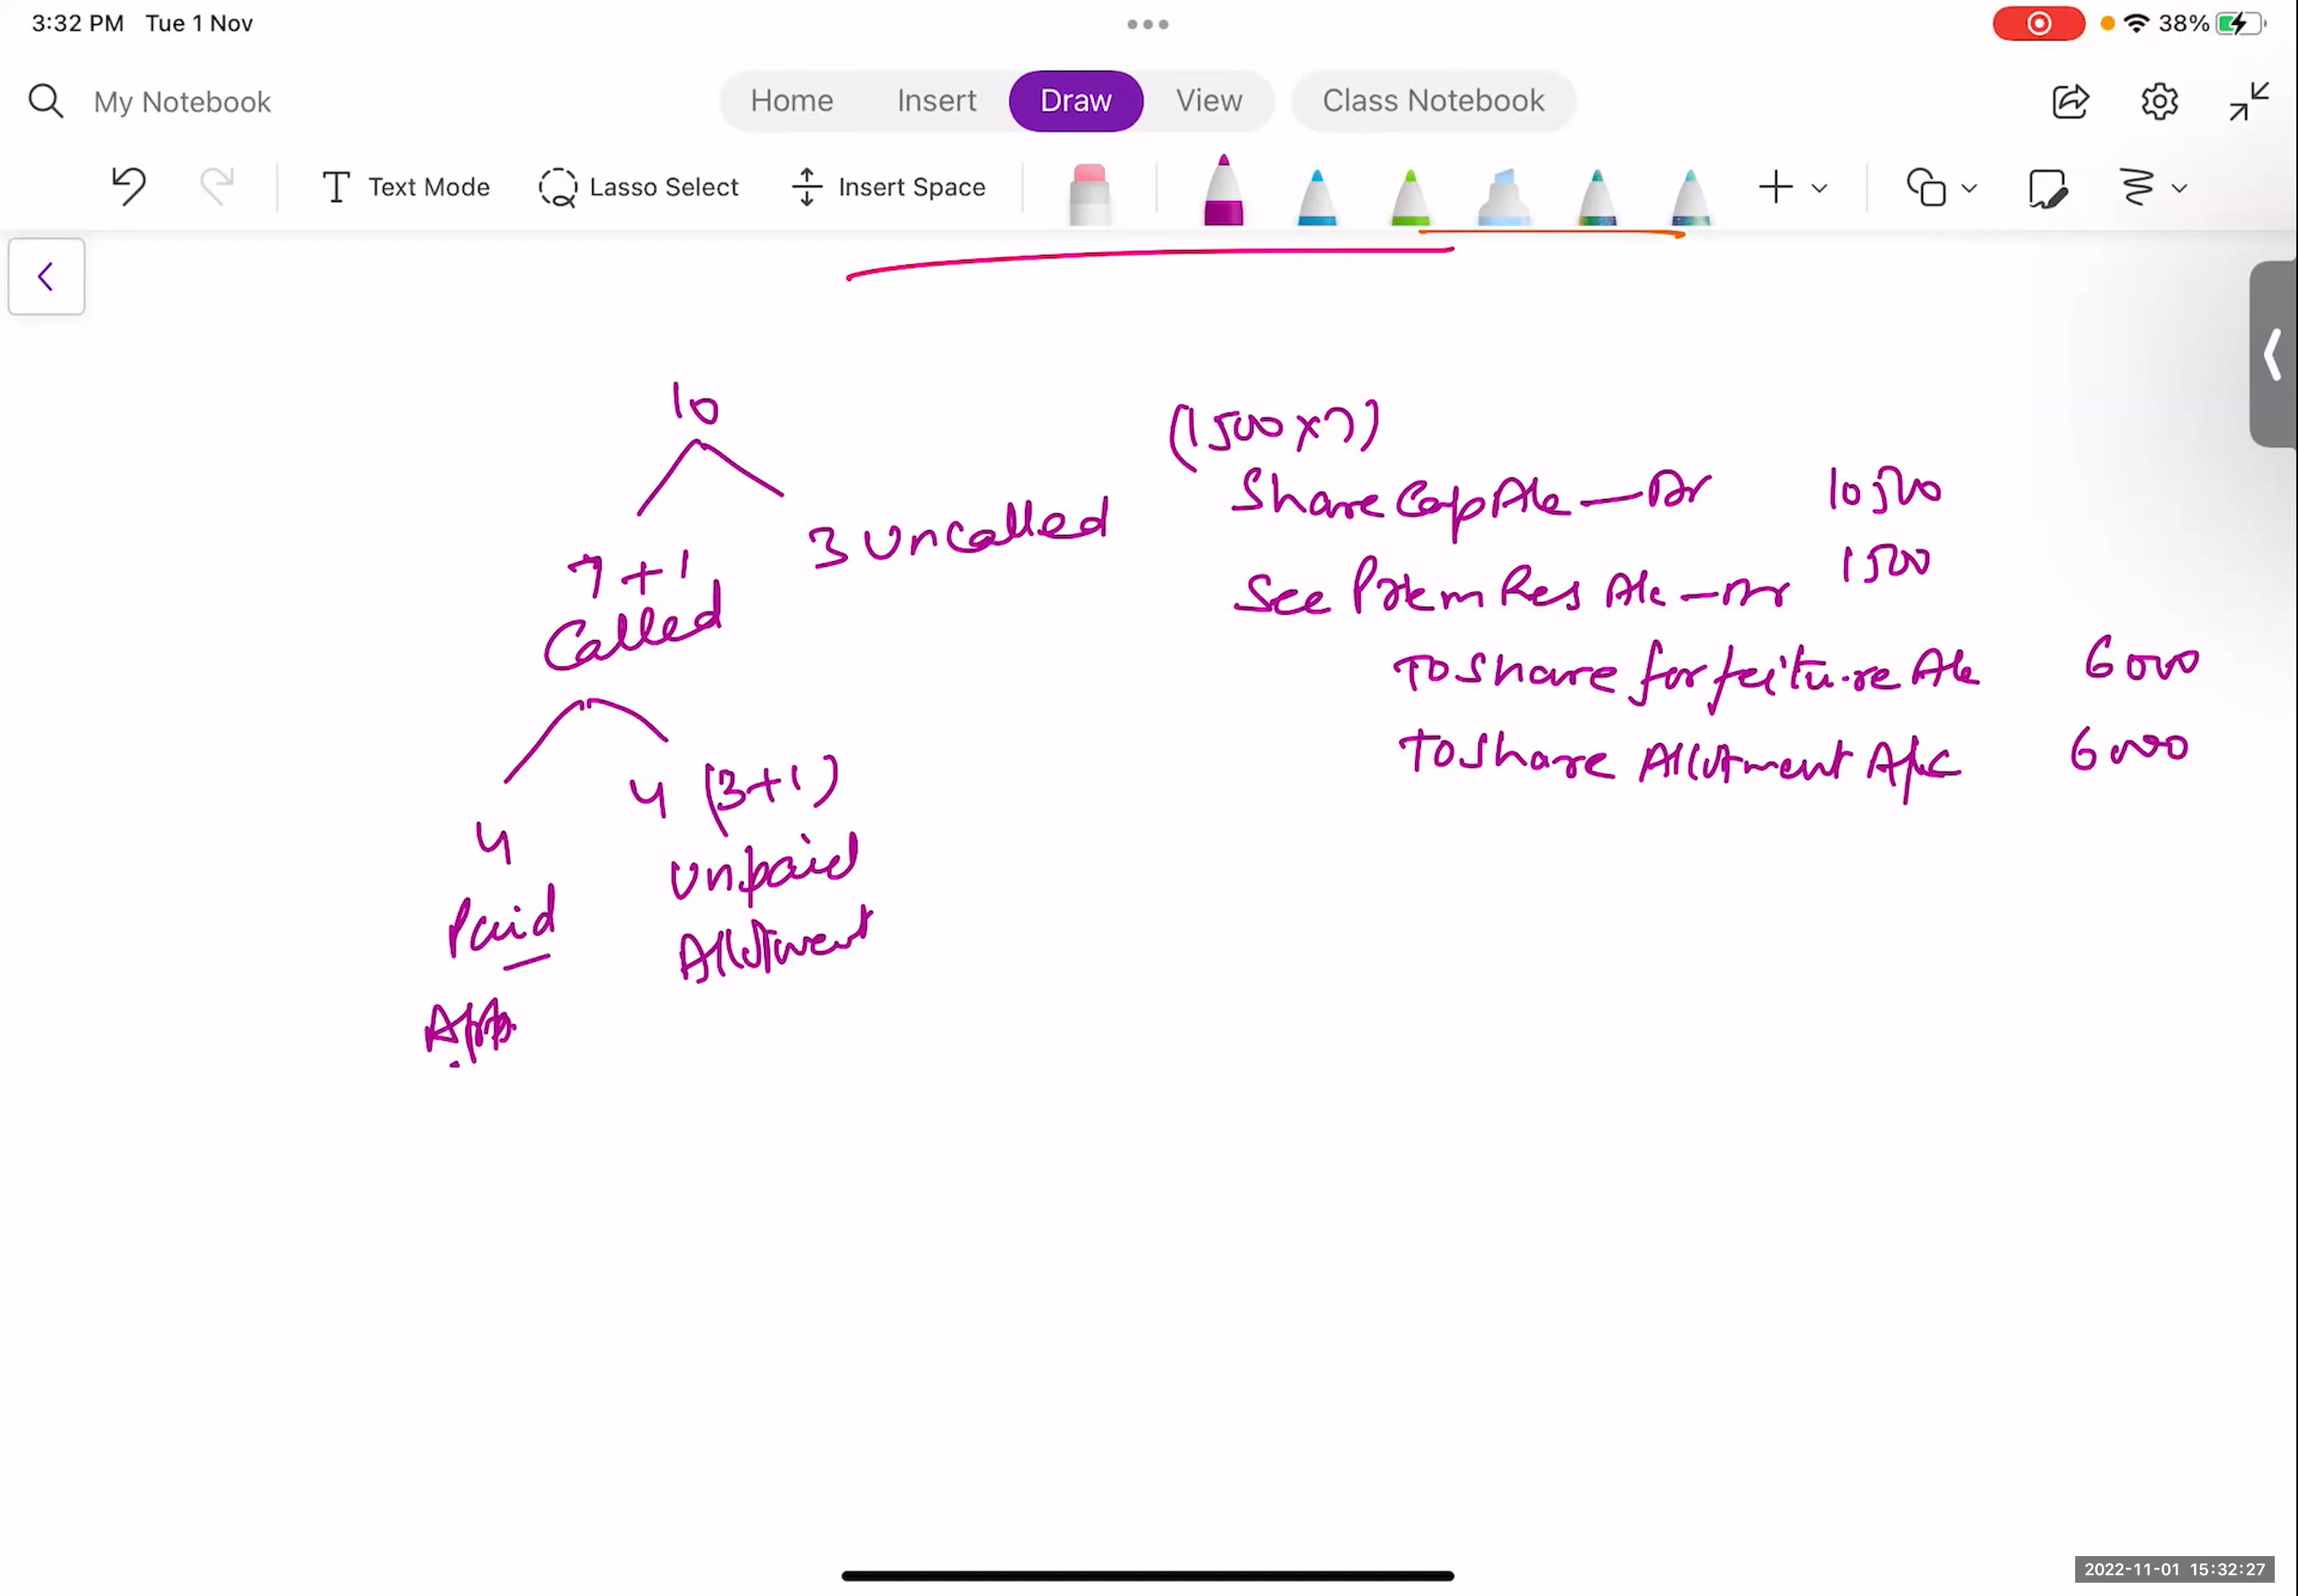 3:32 PM Tue 1 Nov
38%
My Notebook
Home Insert Draw View Class Notebook
Text Mode Lasso Select Insert Space
10
7 + 1
Called
3 Uncalled
4
Paid
4 (3+1)
Unpaid
Allotment
(1500 x 7)
Share Cap A/c — Dr 10500
See Prem Res A/c — Dr 1500
To Share forfeiture A/c 6000
To Share Allotment A/c 6000
2022-11-01 15:32:27